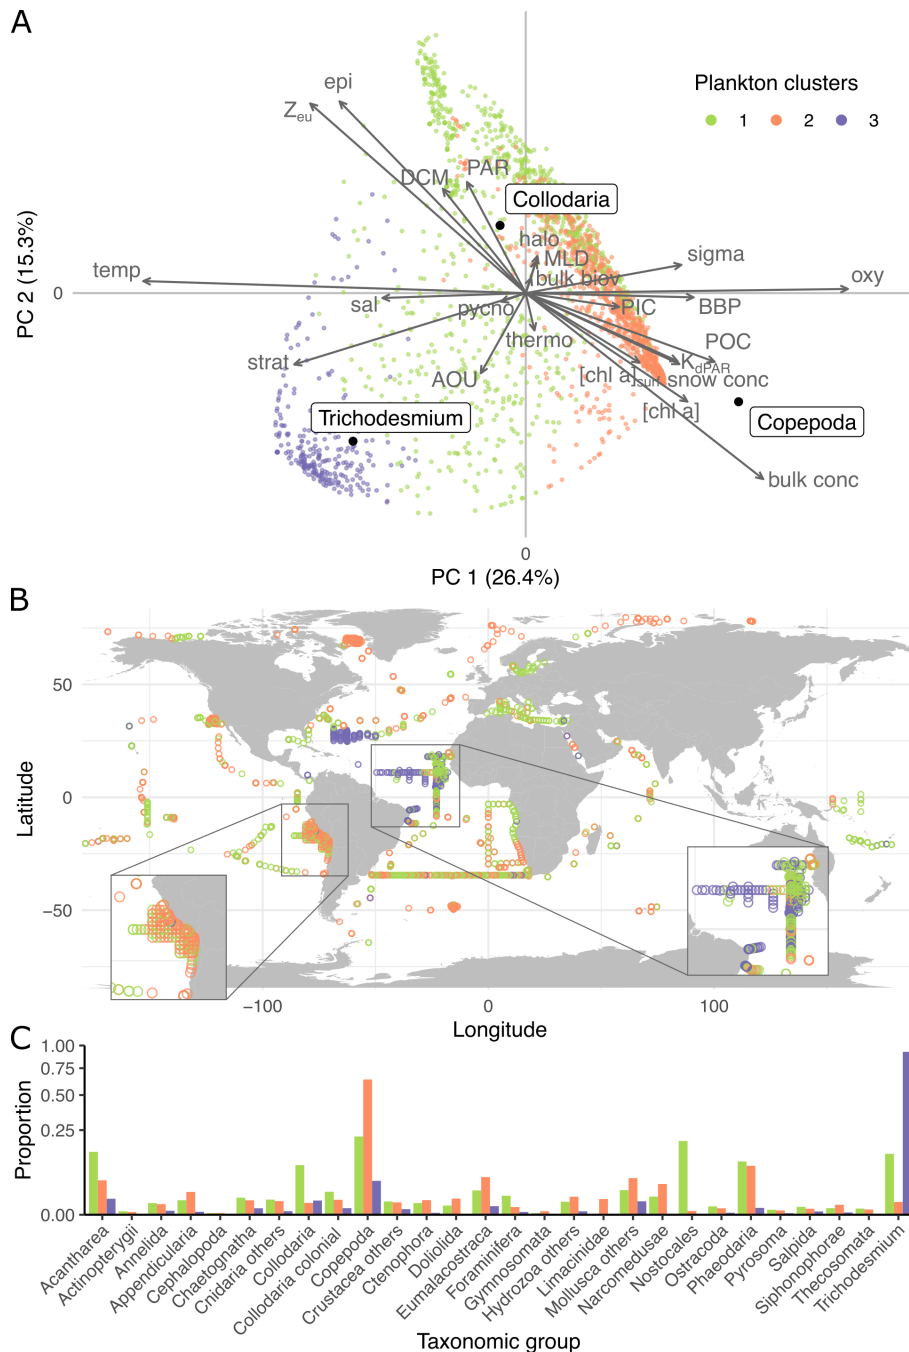 A
epi
Z_eu
Plankton clusters
1 2 3
DCM
PAR
Collodaria
halo
MLD
sigma
temp
bulk biov
oxy
PC 2 (15.3%)
0
sal
pycno
PIC
BBP
thermo
POC
strat
AOU
K_dPAR
[chl a]_surf
snow conc
Trichodesmium
[chl a]
Copepoda
bulk conc
0
PC 1 (26.4%)
B
Latitude
50
0
−50
−100
0
100
Longitude
C
Proportion
1.00
0.75
0.50
0.25
0.00
Acantharea
Actinopterygii
Annelida
Appendicularia
Cephalopoda
Chaetognatha
Cnidaria others
Collodaria
Collodaria colonial
Copepoda
Crustacea others
Ctenophora
Doliolida
Eumalacostraca
Foraminifera
Gymnosomata
Hydrozoa others
Limacinidae
Mollusca others
Narcomedusae
Nostocales
Ostracoda
Phaeodaria
Pyrosoma
Salpida
Siphonophorae
Thecosomata
Trichodesmium
Taxonomic group